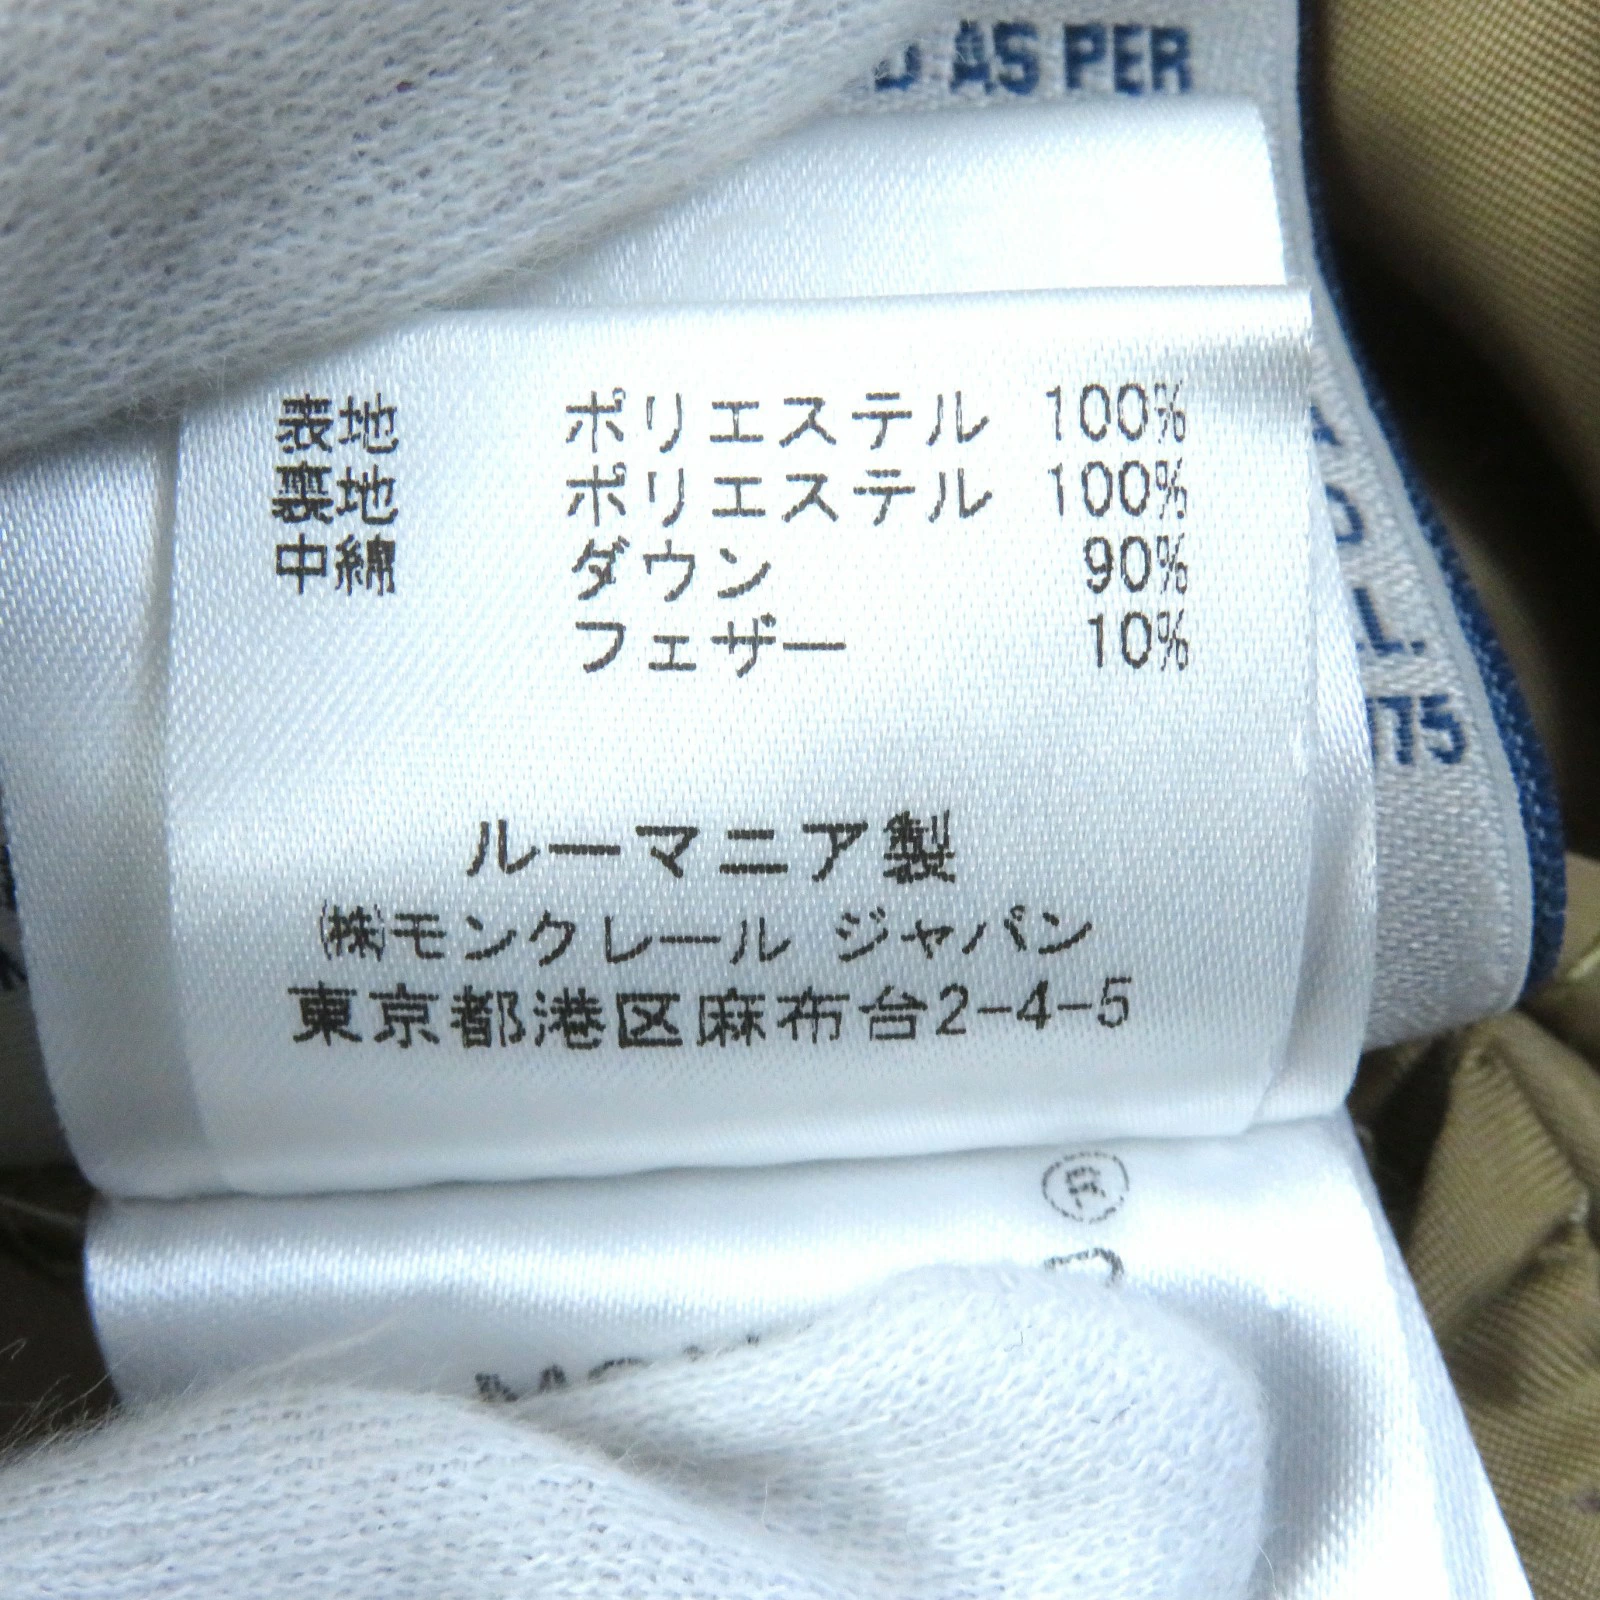 AS PER
表地 ポリエステル 100%
裏地 ポリエステル 100%
中綿 ダウン 90%
フェザー 10%
ルーマニア製
(株)モンクレール ジャパン
東京都港区麻布台2-4-5
®